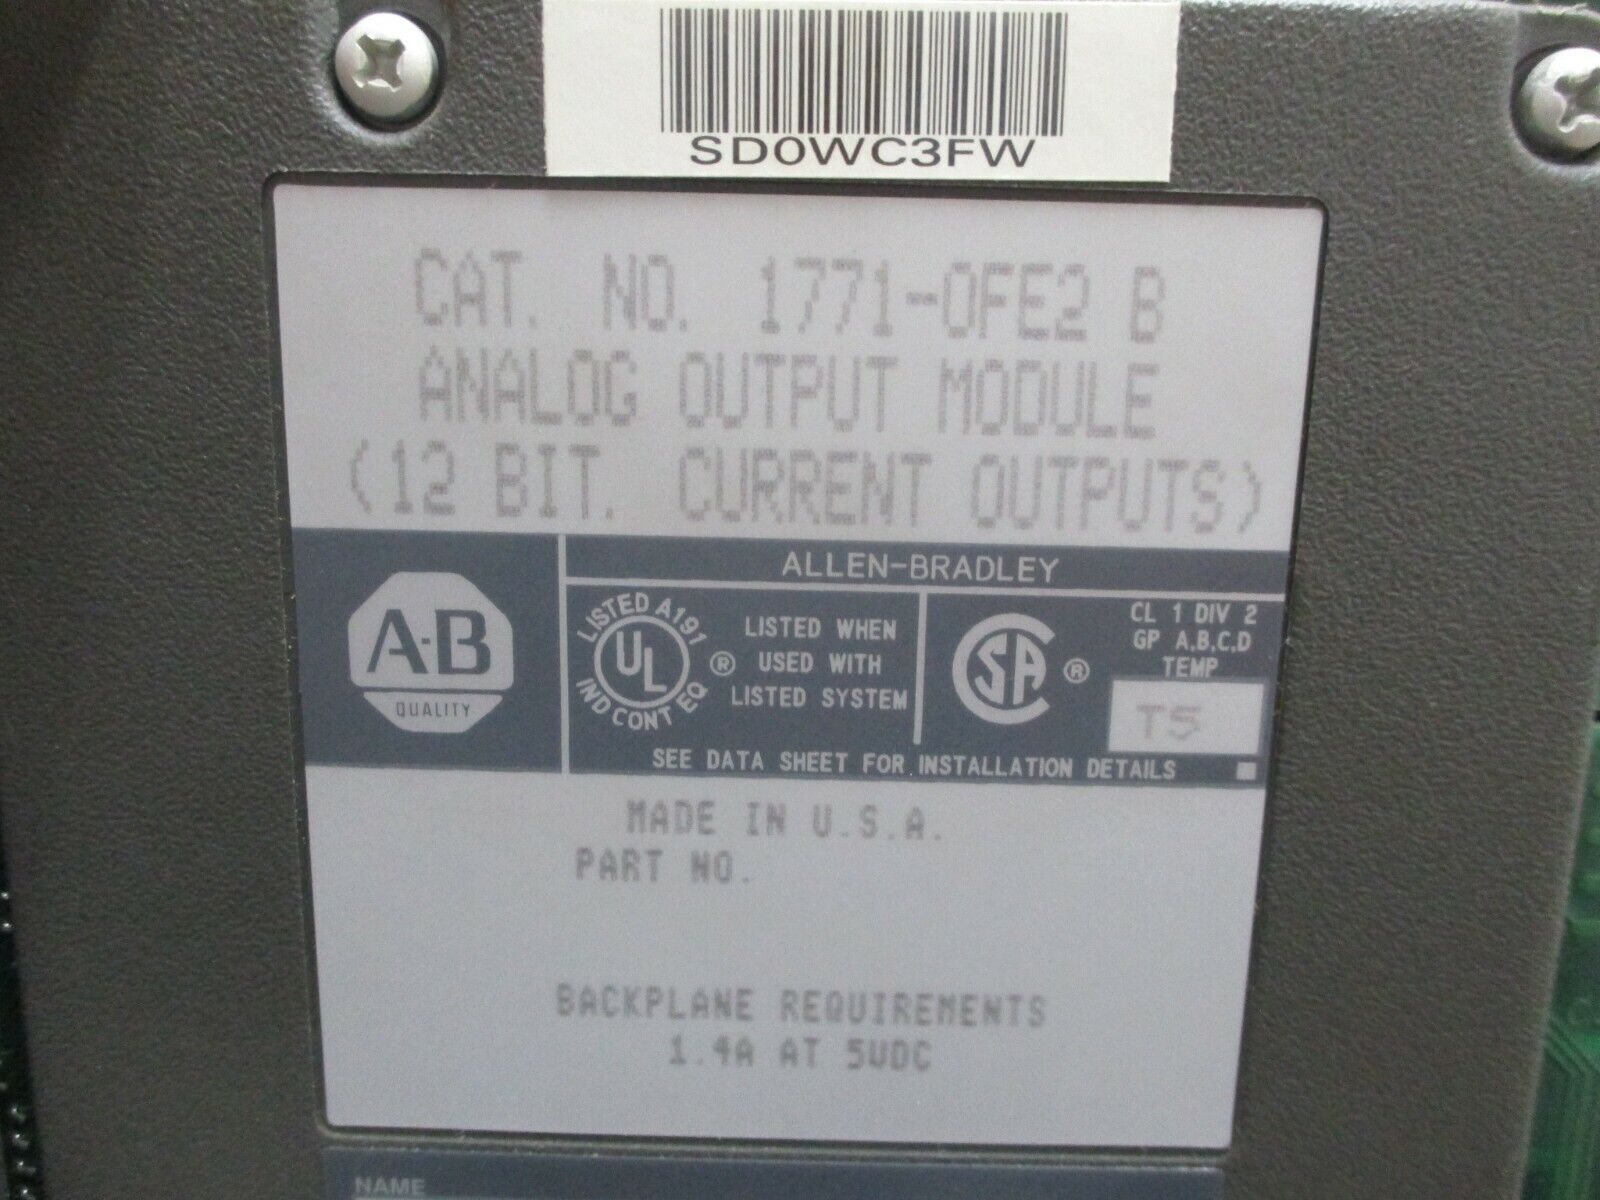 SD0WC3FW
CAT. NO. 1771-OFE2 B
ANALOG OUTPUT MODULE
(12 BIT. CURRENT OUTPUTS)
ALLEN-BRADLEY
A-B
QUALITY
LISTED A191
UL
IND CONT EQ
®
LISTED WHEN
USED WITH
LISTED SYSTEM
SA
®
CL 1 DIV 2
GP A,B,C,D
TEMP
T5
SEE DATA SHEET FOR INSTALLATION DETAILS
MADE IN U.S.A.
PART NO.
BACKPLANE REQUIREMENTS
1.4A AT 5VDC
NAME